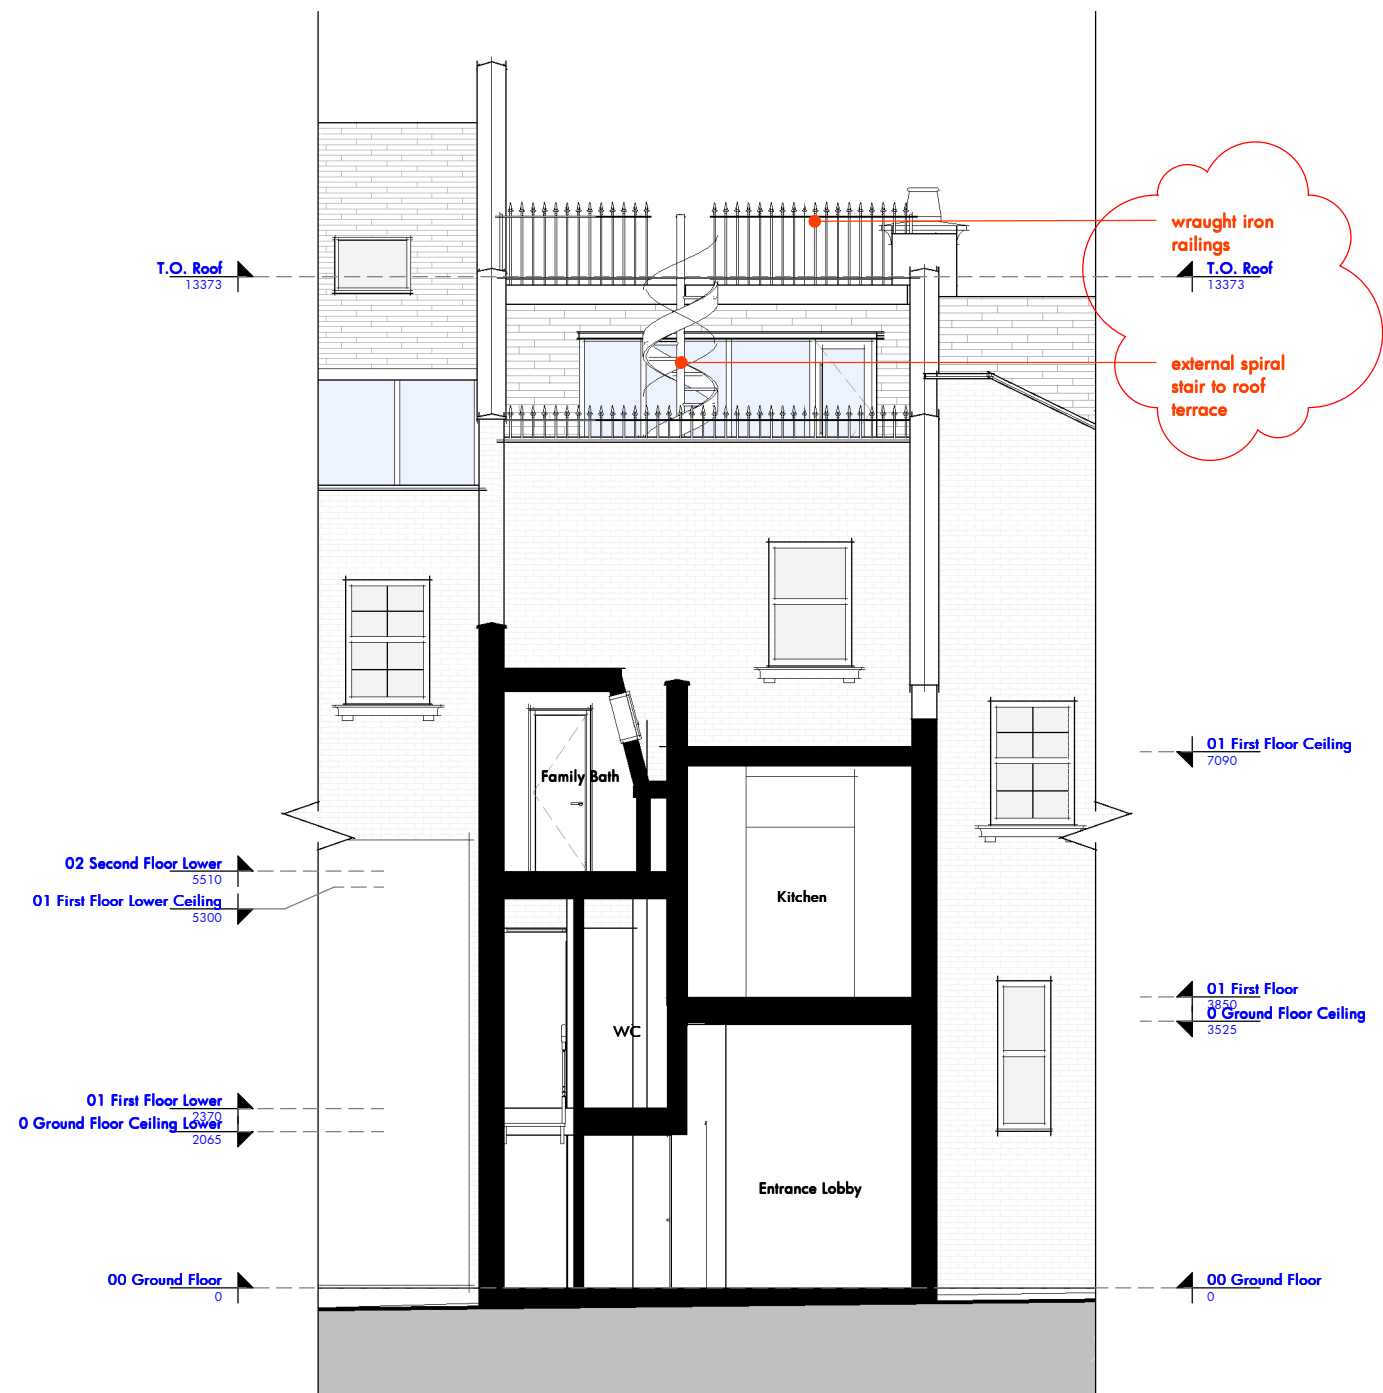 wraught iron
railings
T.O. Roof
13373
T.O. Roof
13373
external spiral
stair to roof
terrace
01 First Floor Ceiling
7090
Family Bath
02 Second Floor Lower
5510
01 First Floor Lower Ceiling
5300
Kitchen
01 First Floor
3850
0 Ground Floor Ceiling
3525
WC
01 First Floor Lower
2370
0 Ground Floor Ceiling Lower
2065
Entrance Lobby
00 Ground Floor
0
00 Ground Floor
0